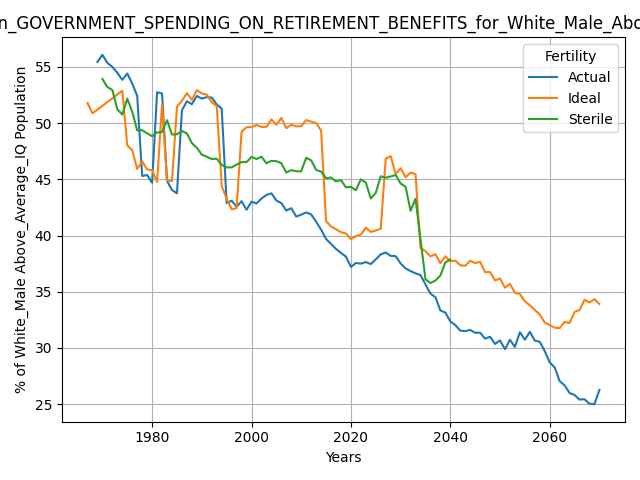 n_GOVERNMENT_SPENDING_ON_RETIREMENT_BENEFITS_for_White_Male_Abo
% of White_Male Above_Average_IQ Population
55
50
45
40
35
30
25
1980
2000
2020
2040
2060
Years
Fertility
Actual
Ideal
Sterile